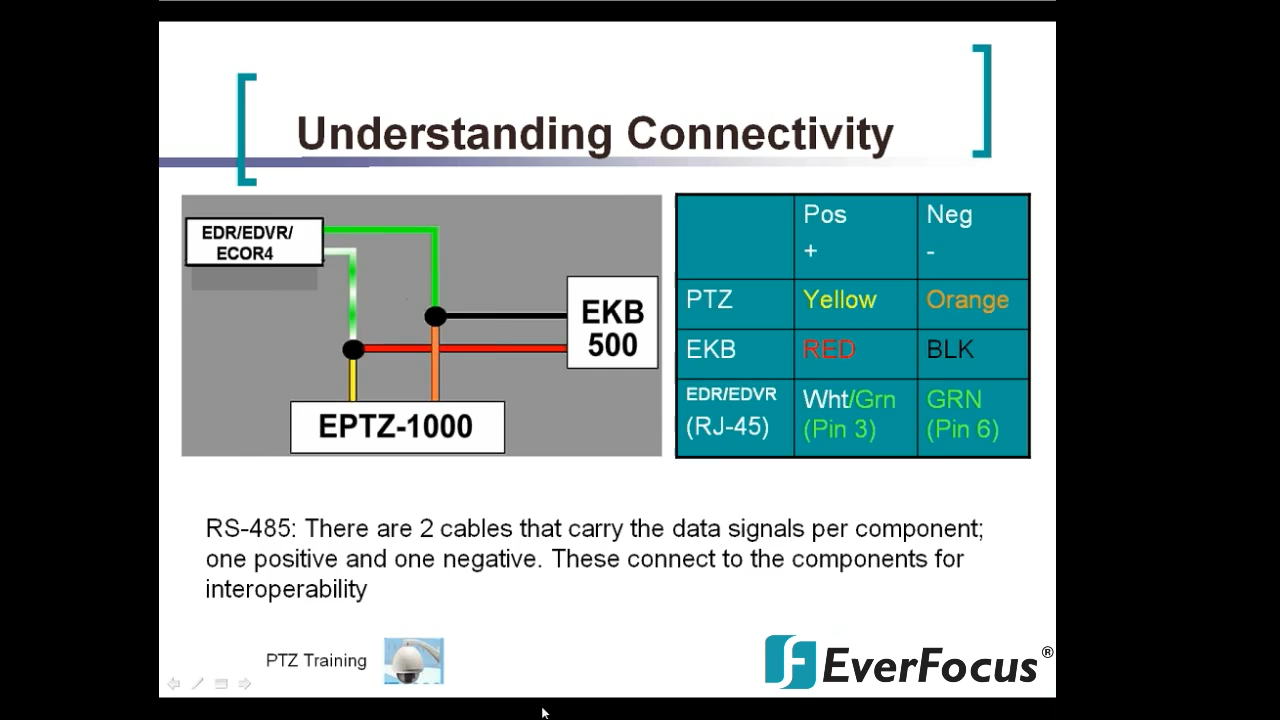 Understanding Connectivity
EDR/EDVR/
ECOR4
EKB
500
EPTZ-1000
Pos
+
Neg
-
PTZ
Yellow
Orange
EKB
RED
BLK
EDR/EDVR
(RJ-45)
Wht/Grn
(Pin 3)
GRN
(Pin 6)
RS-485: There are 2 cables that carry the data signals per component;
one positive and one negative. These connect to the components for
interoperability
PTZ Training
EverFocus®